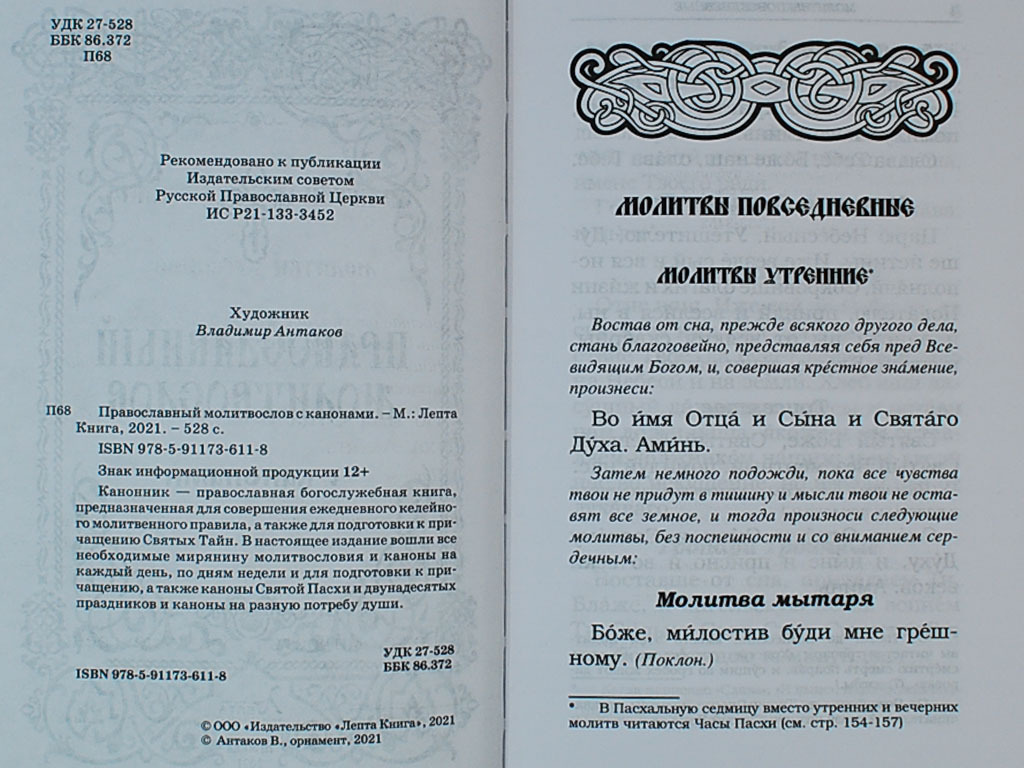 УДК 27-528
ББК 86.372
П68
Рекомендовано к публикации
Издательским советом
Русской Православной Церкви
ИС Р21-133-3452
Художник
Владимир Антаков
П68 Православный молитвослов с канонами. – М.: Лепта
Книга, 2021. – 528 с.
ISBN 978-5-91173-611-8
Знак информационной продукции 12+
Канонник — православная богослужебная книга,
предназначенная для совершения ежедневного келейно-
го молитвенного правила, а также для подготовки к при-
чащению Святых Тайн. В настоящее издание вошли все
необходимые мирянину молитвословия и каноны на
каждый день, по дням недели и для подготовки к при-
чащению, а также каноны Святой Пасхи и двунадесятых
праздников и каноны на разную потребу души.
УДК 27-528
ББК 86.372
ISBN 978-5-91173-611-8
© ООО «Издательство «Лепта Книга», 2021
© Антаков В., орнамент, 2021
МОЛИТВЫ ПОВСЕДНЕВНЫЕ
МОЛИТВЫ УТРЕННИЕ*
Востав от сна, прежде всякого другого дела,
стань благоговейно, представляя себя пред Все-
видящим Богом, и, совершая кре́стное зна́мение,
произнеси:
Во и́мя Отца́ и Сы́на и Свята́го
Ду́ха. Ами́нь.
Затем немного подожди, пока все чувства
твои не придут в тишину и мысли твои не оста-
вят все земное, и тогда произноси следующие
молитвы, без поспешности и со вниманием сер-
дечным:
Молитва мытаря
Бо́же, ми́лостив бу́ди мне гре́ш-
ному. (Поклон.)
* В Пасхальную седмицу вместо утренних и вечерних
молитв читаются Часы Пасхи (см. стр. 154-157)